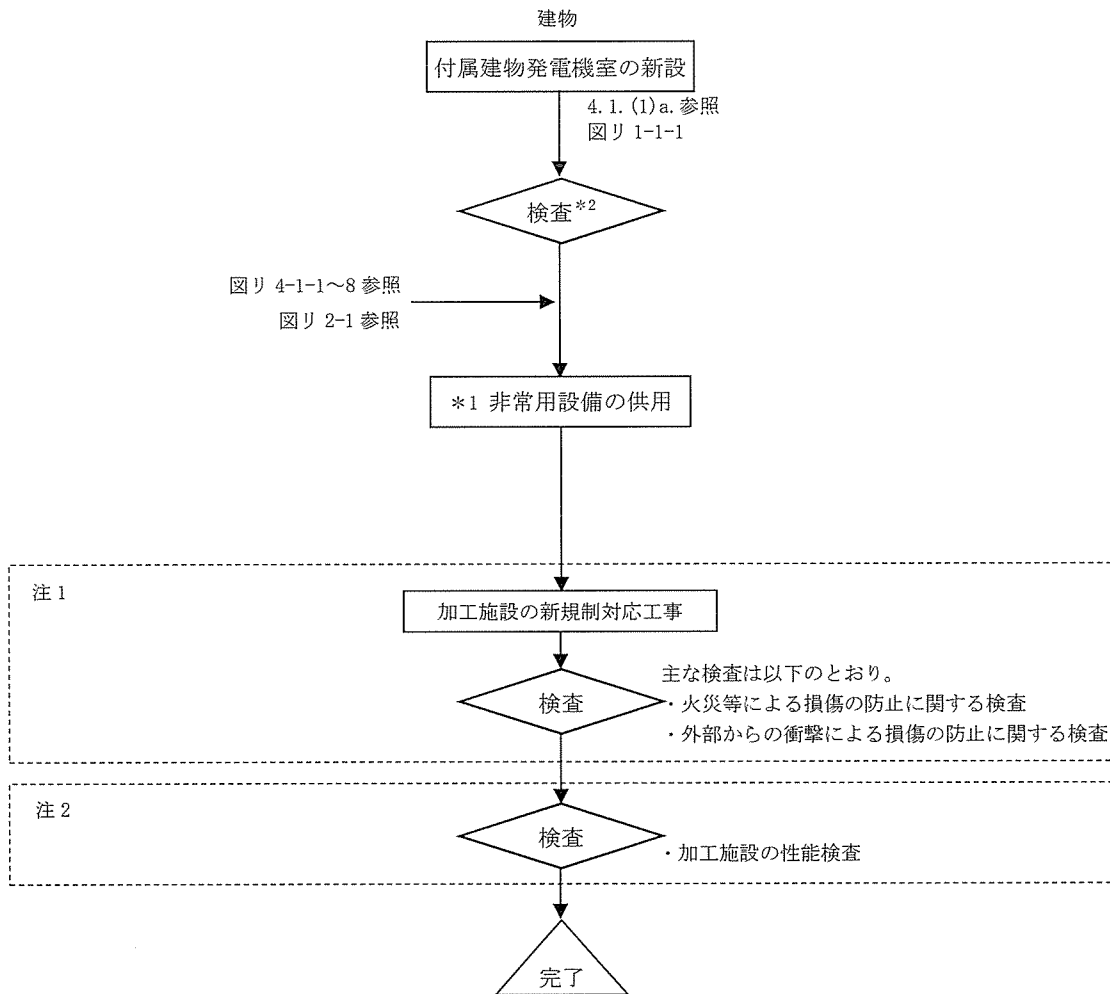 建物
付属建物発電機室の新設
4.1.(1)a.参照
図リ 1-1-1
検査*2
図リ 4-1-1～8 参照
図リ 2-1 参照
*1 非常用設備の供用
注 1
加工施設の新規制対応工事
検査
主な検査は以下のとおり。
・火災等による損傷の防止に関する検査
・外部からの衝撃による損傷の防止に関する検査
注 2
検査
・加工施設の性能検査
完了